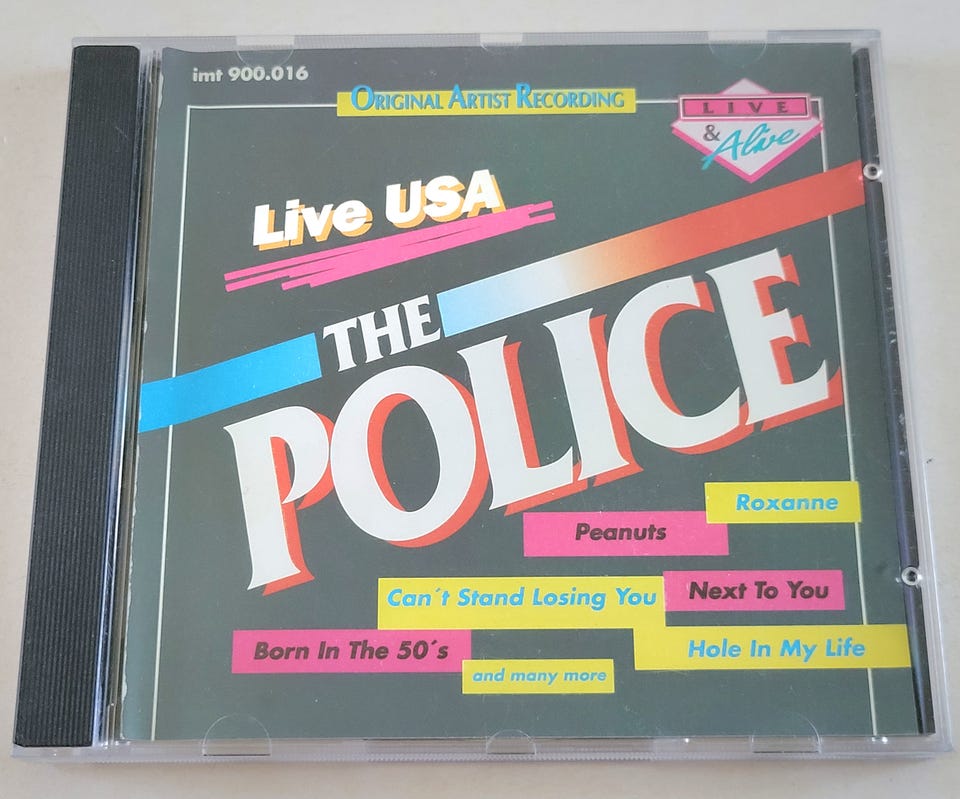 imt 900.016
ORIGINAL ARTIST RECORDING
LIVE
&
Alive
Live USA
THE
POLICE
Roxanne
Peanuts
Can´t Stand Losing You
Next To You
Born In The 50´s
Hole In My Life
and many more